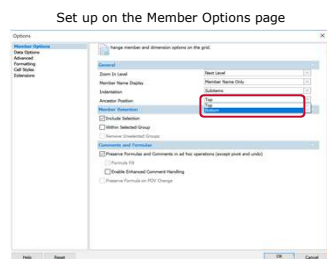 Set up on the Member Options page
Options
Member Options
Data Options
Advanced
Formatting
Cell Styles
Extensions
hange member and dimension options on the grid.
General
Zoom In Level
Next Level
Member Name Display
Member Name Only
Indentation
Subitems
Ancestor Position
Top
Top
Bottom
Member Retention
Include Selection
Within Selected Group
Remove Unselected Groups
Comments and Formulas
Preserve Formulas and Comments in ad hoc operations (except pivot and undo)
Formula Fill
Enable Enhanced Comment Handling
Preserve Formula on POV Change
Help
Reset
OK
Cancel